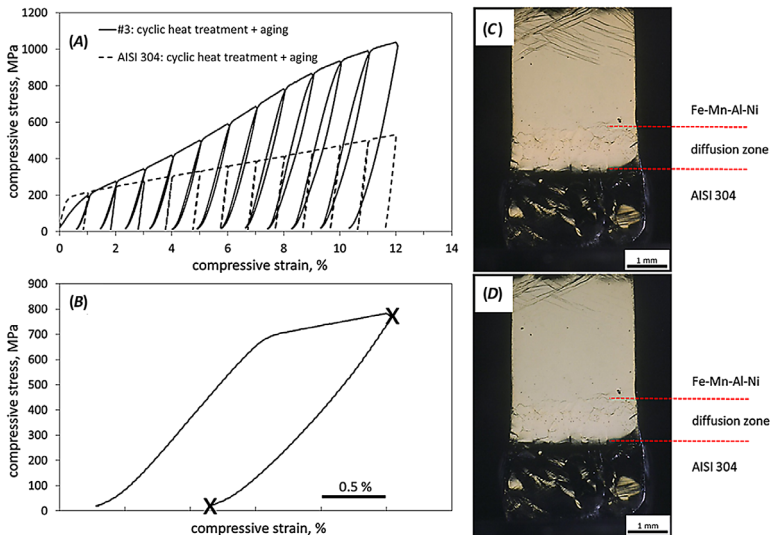 (A)
#3: cyclic heat treatment + aging
AISI 304: cyclic heat treatment + aging
compressive stress, MPa
1200
1000
800
600
400
200
0
0 2 4 6 8 10 12 14
compressive strain, %
(B)
compressive stress, MPa
900
800
700
600
500
400
300
200
100
0
X
X
0.5 %
compressive strain, %
(C)
Fe-Mn-Al-Ni
diffusion zone
AISI 304
1 mm
(D)
Fe-Mn-Al-Ni
diffusion zone
AISI 304
1 mm